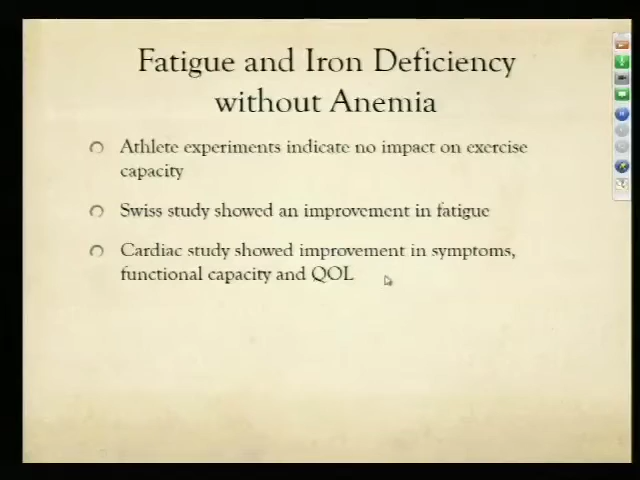 Fatigue and Iron Deficiency
without Anemia
Athlete experiments indicate no impact on exercise
capacity
Swiss study showed an improvement in fatigue
Cardiac study showed improvement in symptoms,
functional capacity and QOL